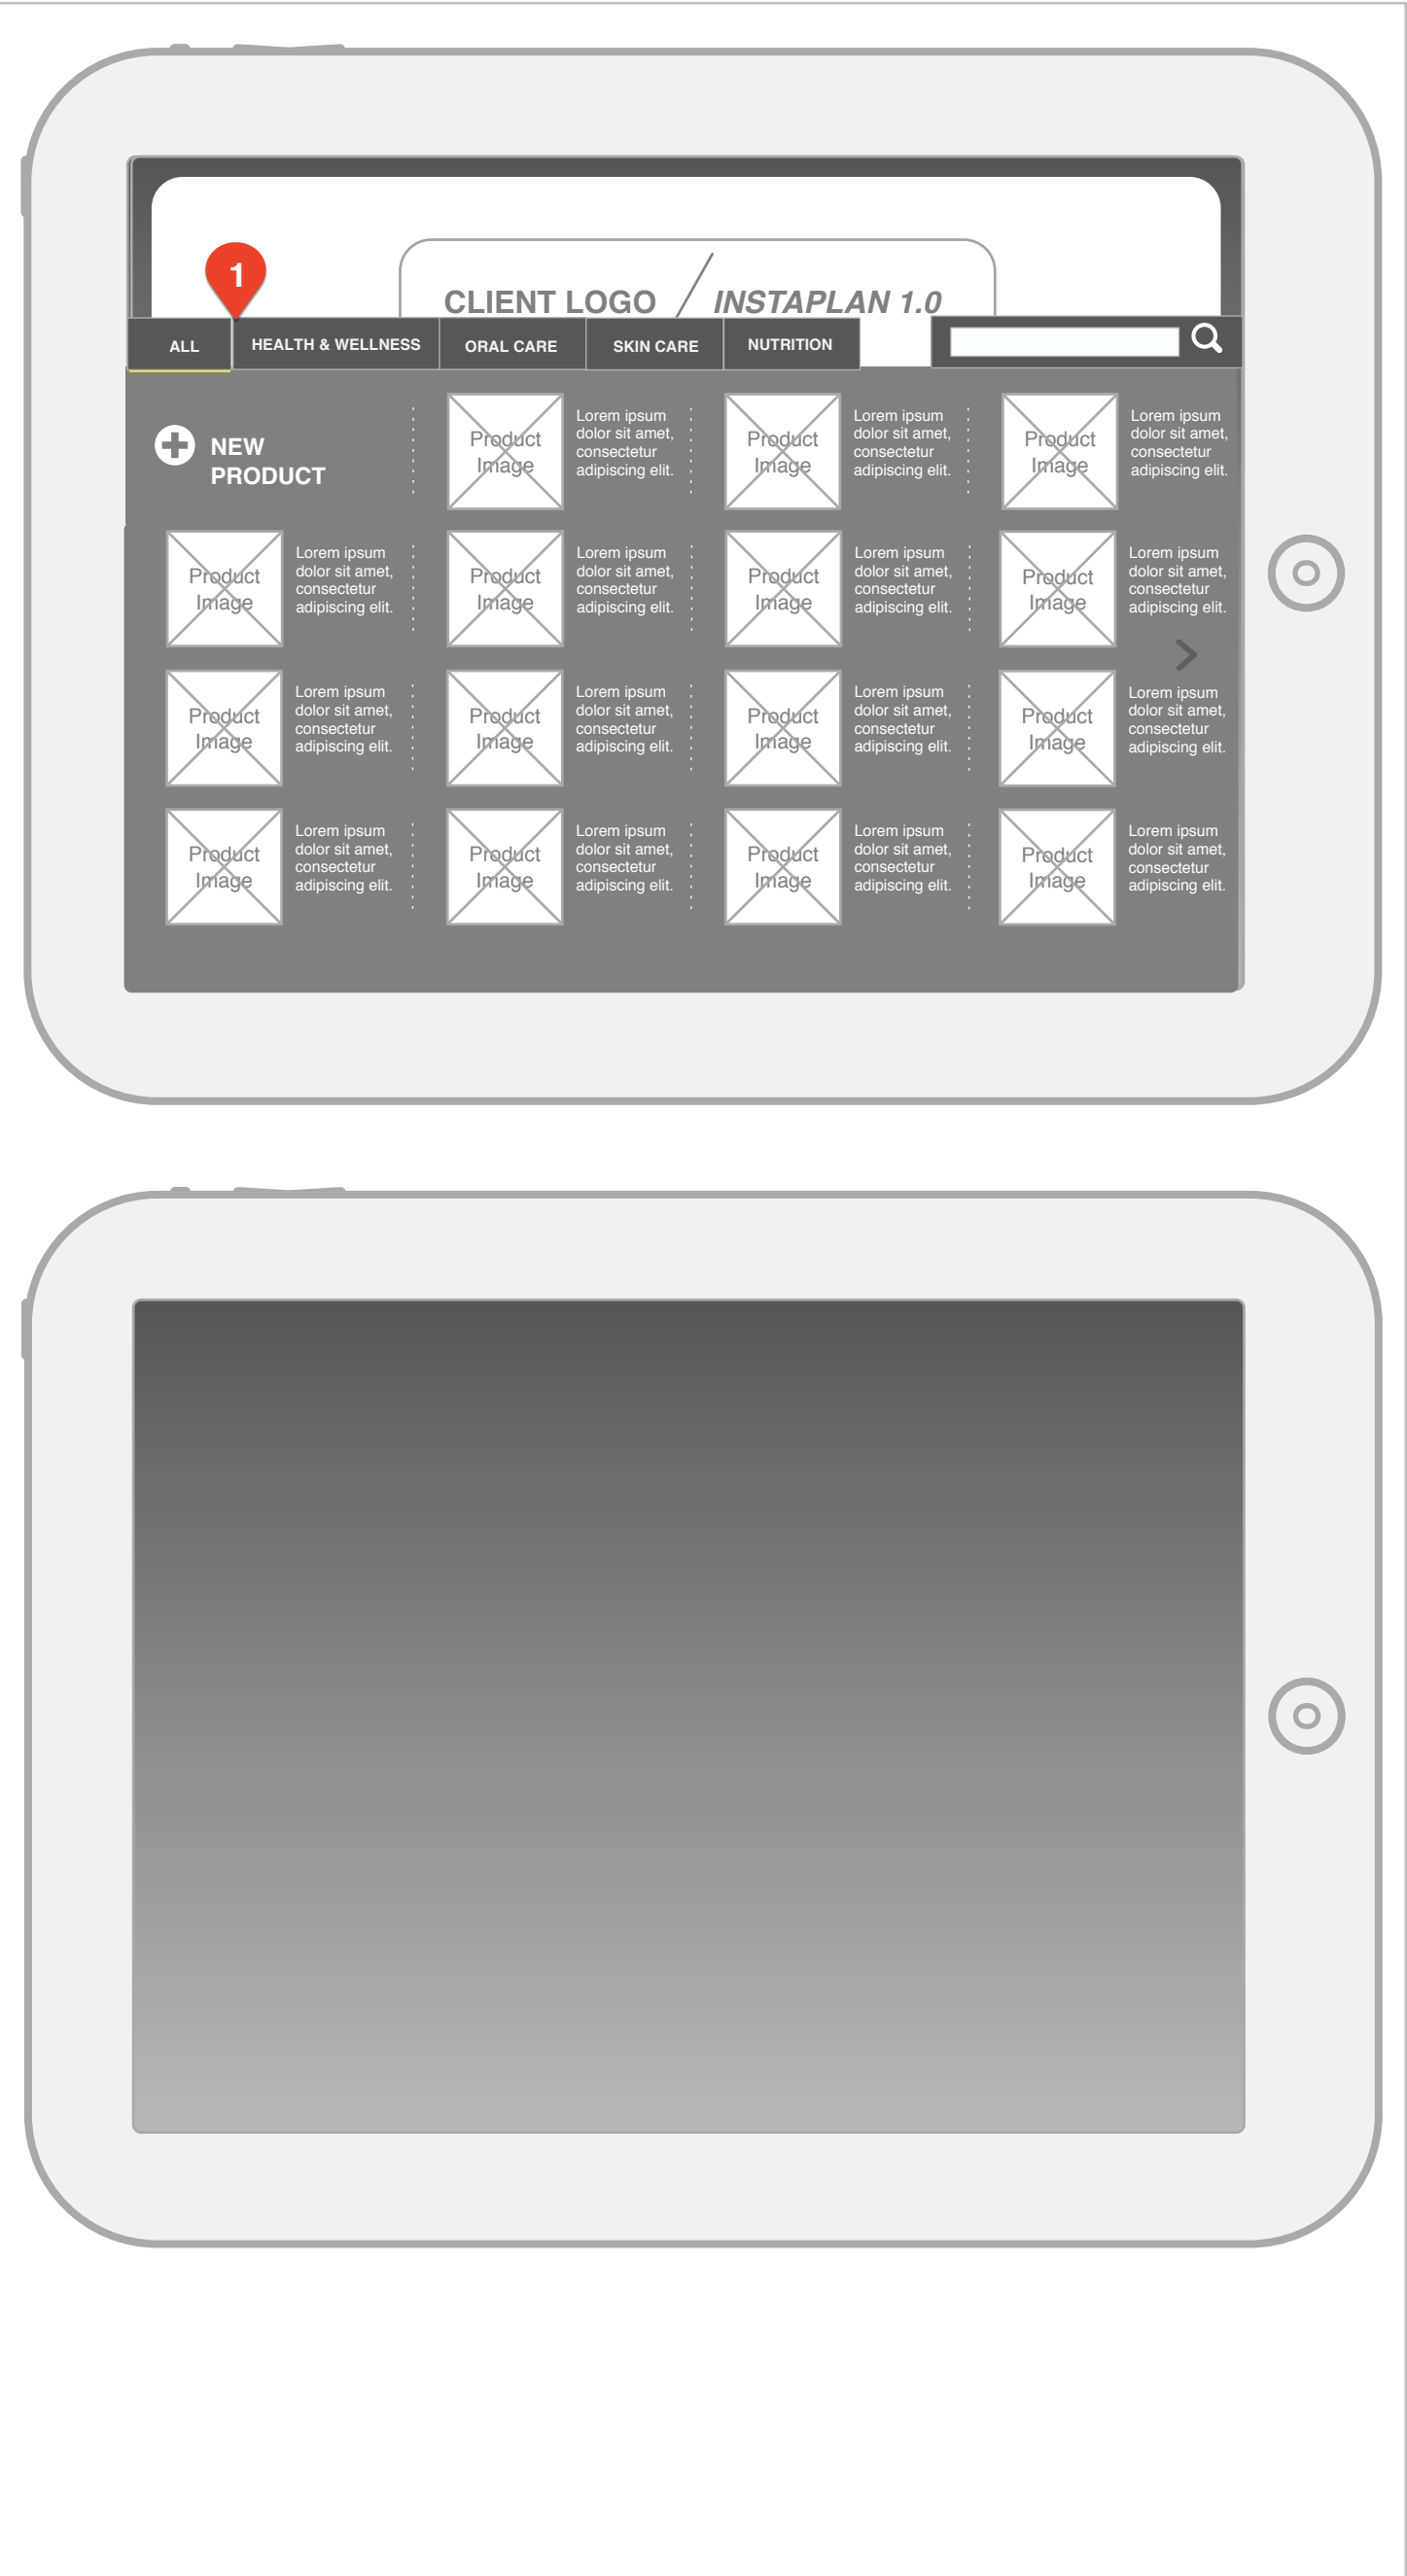 1
CLIENT LOGO / INSTAPLAN 1.0
ALL
HEALTH & WELLNESS
ORAL CARE
SKIN CARE
NUTRITION
NEW
PRODUCT
Product
Image
Lorem ipsum
dolor sit amet,
consectetur
adipiscing elit.
Product
Image
Lorem ipsum
dolor sit amet,
consectetur
adipiscing elit.
Product
Image
Lorem ipsum
dolor sit amet,
consectetur
adipiscing elit.
Product
Image
Lorem ipsum
dolor sit amet,
consectetur
adipiscing elit.
Product
Image
Lorem ipsum
dolor sit amet,
consectetur
adipiscing elit.
Product
Image
Lorem ipsum
dolor sit amet,
consectetur
adipiscing elit.
Product
Image
Lorem ipsum
dolor sit amet,
consectetur
adipiscing elit.
Product
Image
Lorem ipsum
dolor sit amet,
consectetur
adipiscing elit.
Product
Image
Lorem ipsum
dolor sit amet,
consectetur
adipiscing elit.
Product
Image
Lorem ipsum
dolor sit amet,
consectetur
adipiscing elit.
Product
Image
Lorem ipsum
dolor sit amet,
consectetur
adipiscing elit.
Product
Image
Lorem ipsum
dolor sit amet,
consectetur
adipiscing elit.
Product
Image
Lorem ipsum
dolor sit amet,
consectetur
adipiscing elit.
Product
Image
Lorem ipsum
dolor sit amet,
consectetur
adipiscing elit.
Product
Image
Lorem ipsum
dolor sit amet,
consectetur
adipiscing elit.